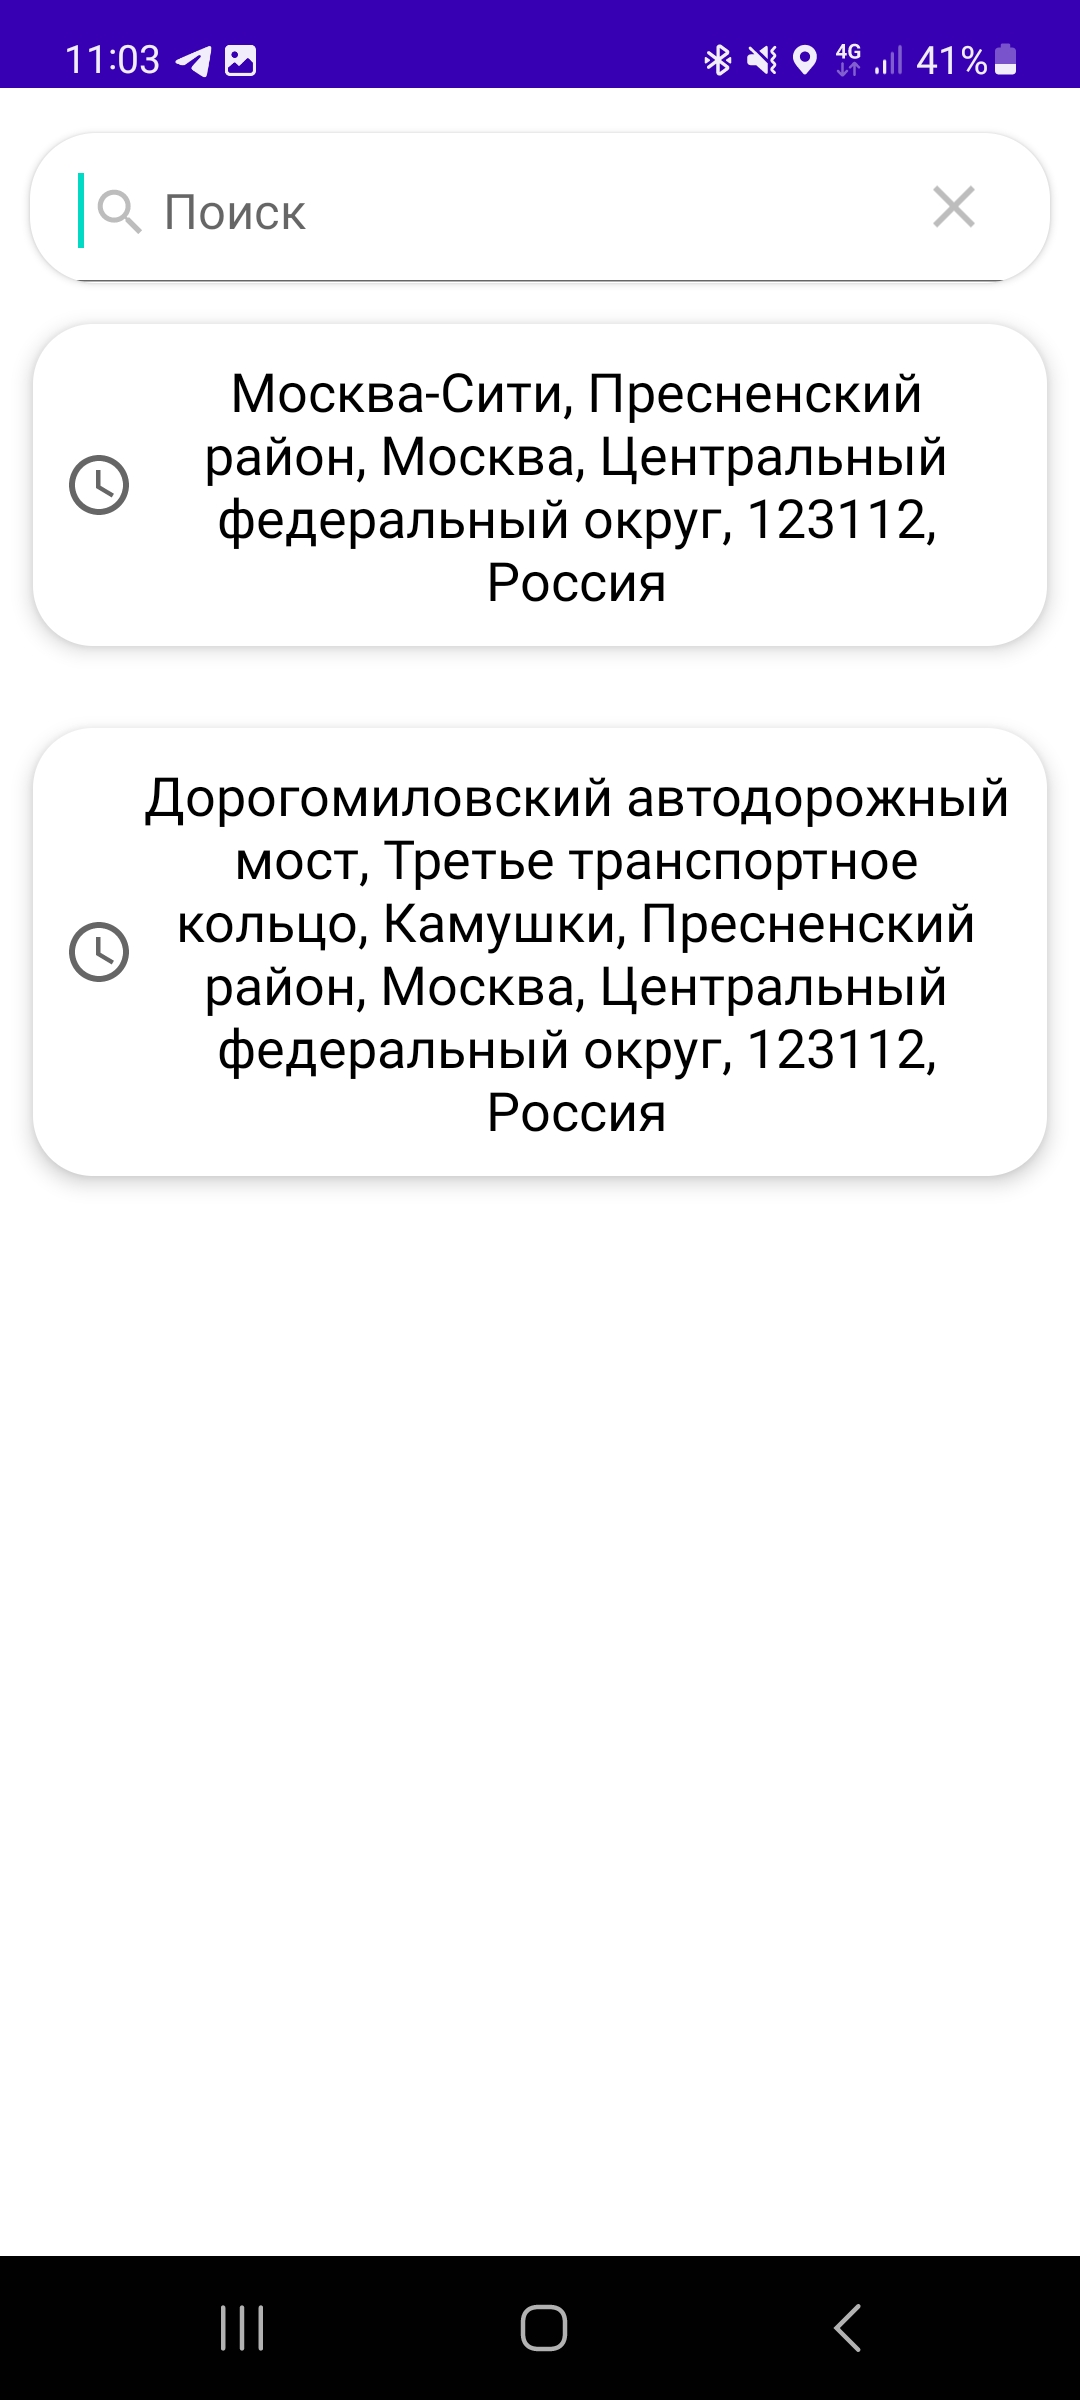 11:03
4G
41%
Поиск
Москва-Сити, Пресненский
район, Москва, Центральный
федеральный округ, 123112,
Россия
Дорогомиловский автодорожный
мост, Третье транспортное
кольцо, Камушки, Пресненский
район, Москва, Центральный
федеральный округ, 123112,
Россия